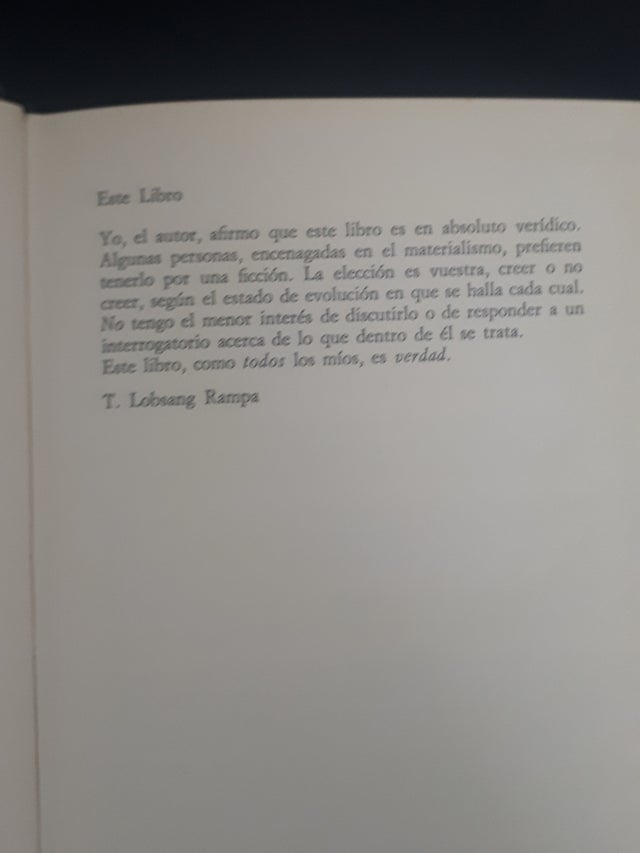 Este Libro
Yo, el autor, afirmo que este libro es en absoluto verídico.
Algunas personas, encenagadas en el materialismo, prefieren
tenerlo por una ficción. La elección es vuestra, creer o no
creer, según el estado de evolución en que se halla cada cual.
No tengo el menor interés de discutirlo o de responder a un
interrogatorio acerca de lo que dentro de él se trata.
Este libro, como todos los míos, es verdad.
T. Lobsang Rampa